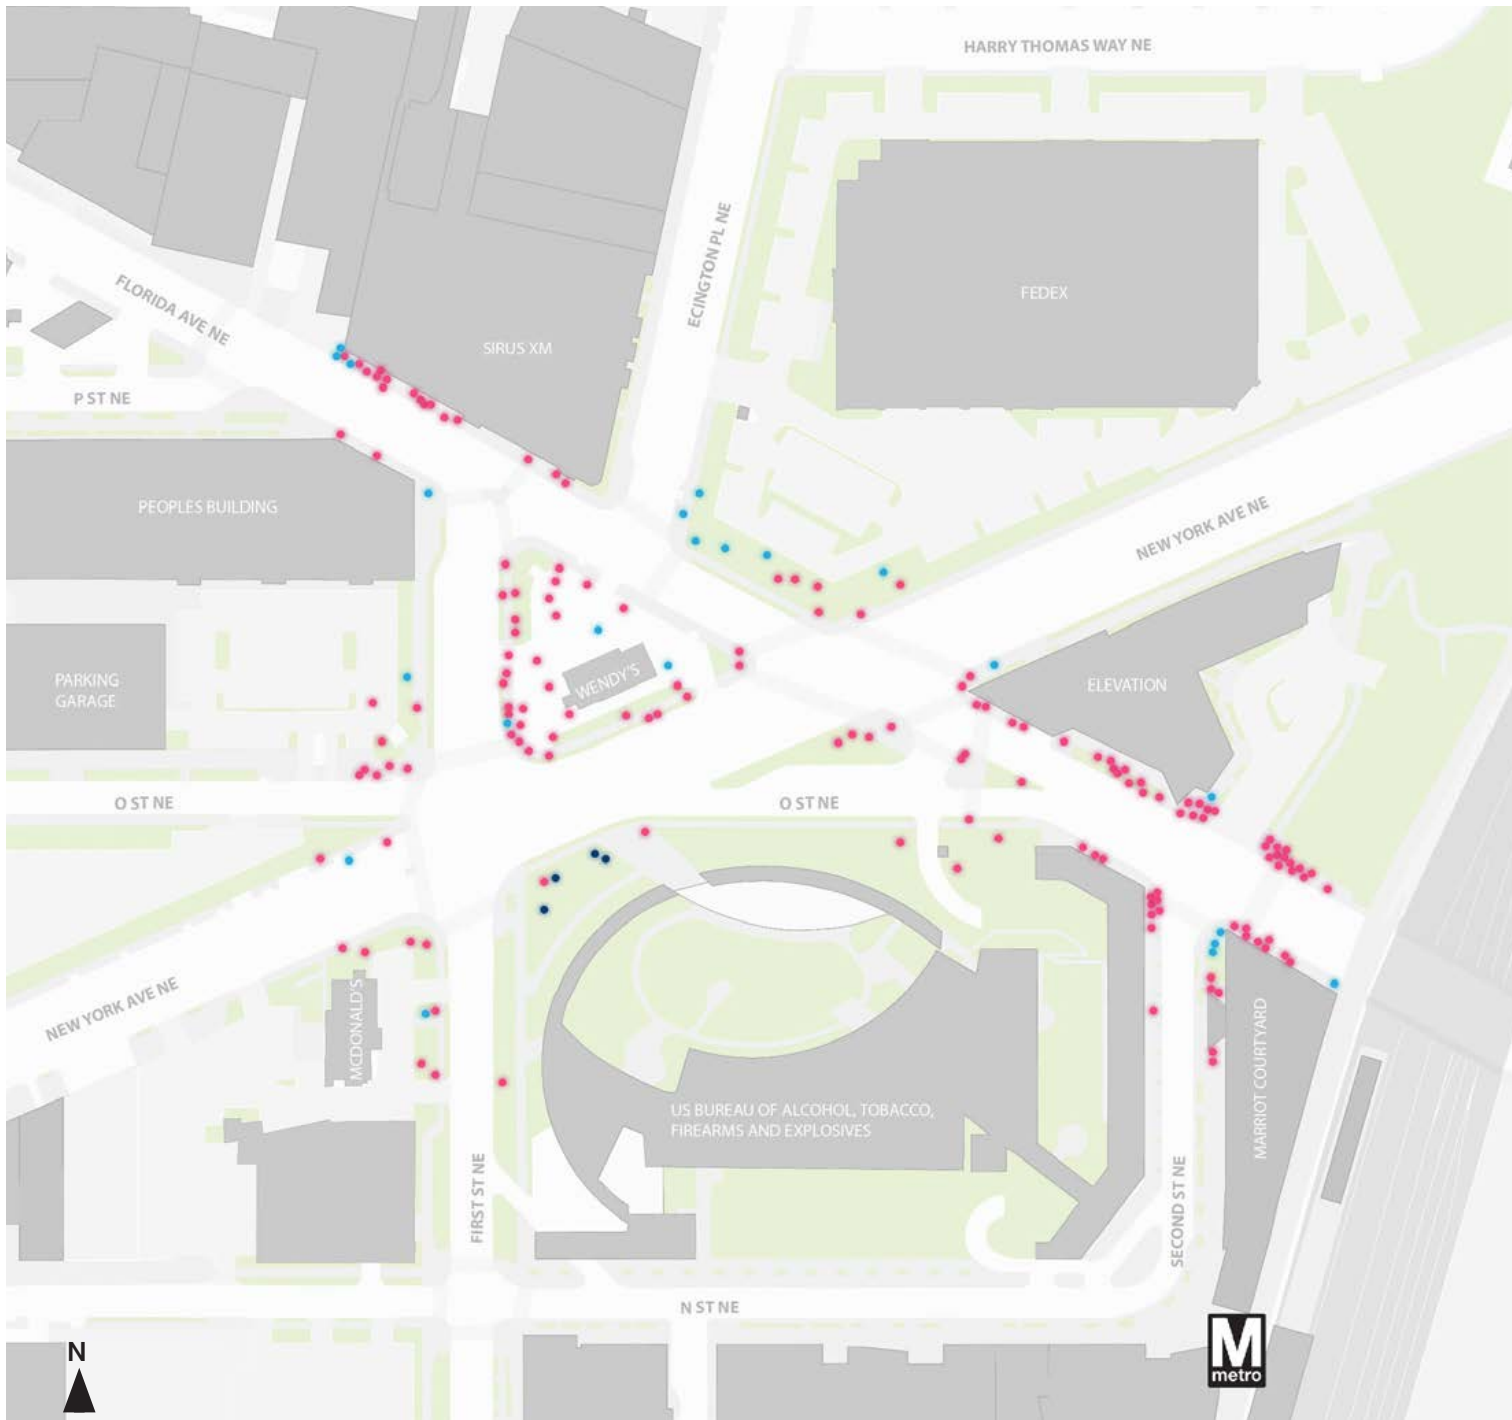 HARRY THOMAS WAY NE
ECINGTON PL NE
FLORIDA AVE NE
FEDEX
SIRUS XM
P ST NE
PEOPLES BUILDING
NEW YORK AVE NE
PARKING
GARAGE
WENDY'S
ELEVATION
O ST NE
O ST NE
NEW YORK AVE NE
MCDONALD'S
MARRIOT COURTYARD
US BUREAU OF ALCOHOL, TOBACCO,
FIREARMS AND EXPLOSIVES
FIRST ST NE
SECOND ST NE
N ST NE
N
M
metro